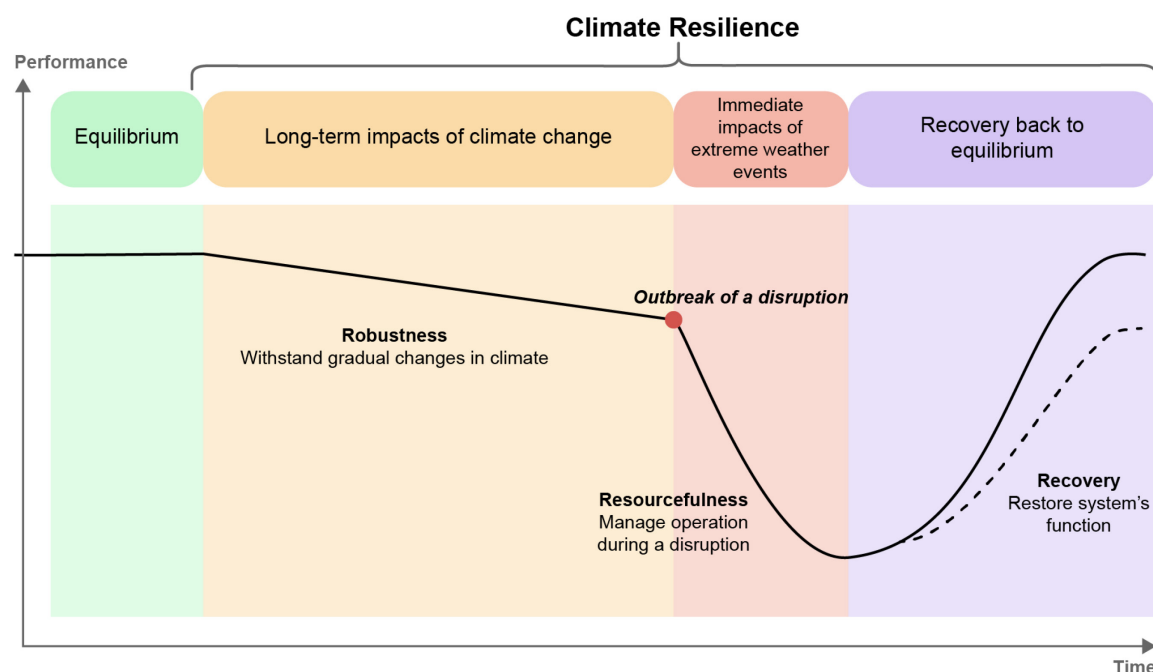 Climate Resilience
Performance
Equilibrium
Long-term impacts of climate change
Immediate
impacts of
extreme weather
events
Recovery back to
equilibrium
Outbreak of a disruption
Robustness
Withstand gradual changes in climate
Resourcefulness
Manage operation
during a disruption
Recovery
Restore system's
function
Time